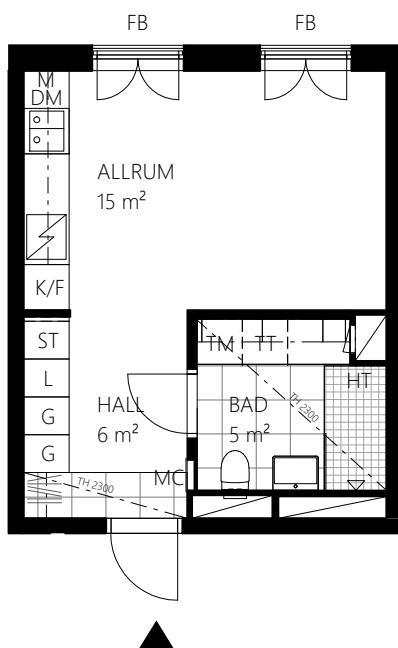 FB FB
M
DM
ALLRUM
15 m²
K/F
ST
TM TT
L
HT
G
HALL
BAD
TH 2300
6 m²
5 m²
G
MC
TH 2300